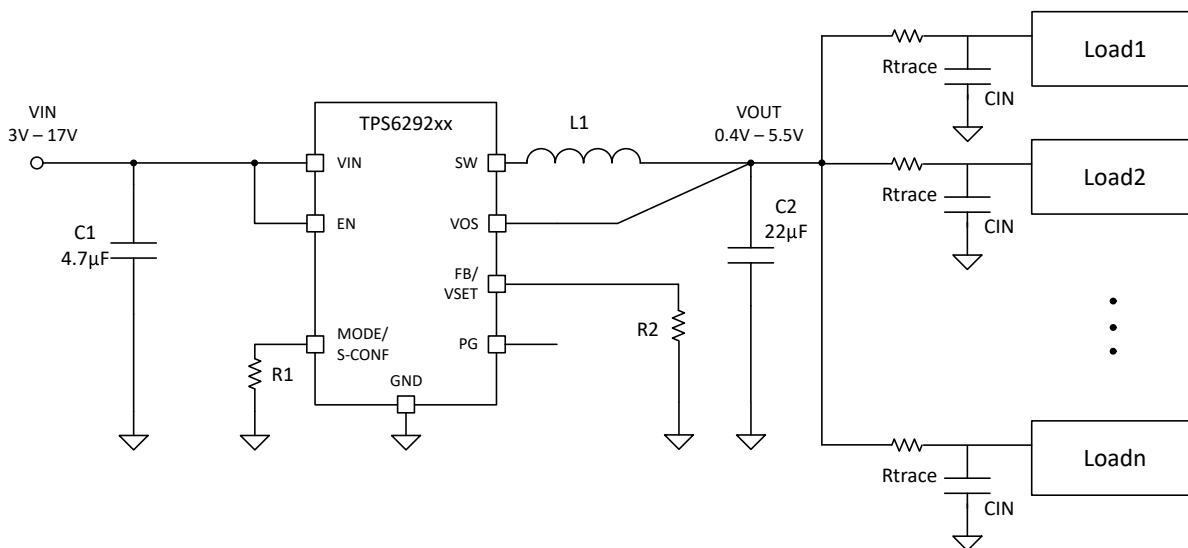 VIN
3V – 17V
C1
4.7µF
TPS6292xx
VIN
EN
MODE/
S-CONF
R1
GND
SW
VOS
FB/
VSET
PG
L1
R2
VOUT
0.4V – 5.5V
C2
22µF
Rtrace
CIN
Load1
Rtrace
CIN
Load2
Rtrace
CIN
Loadn